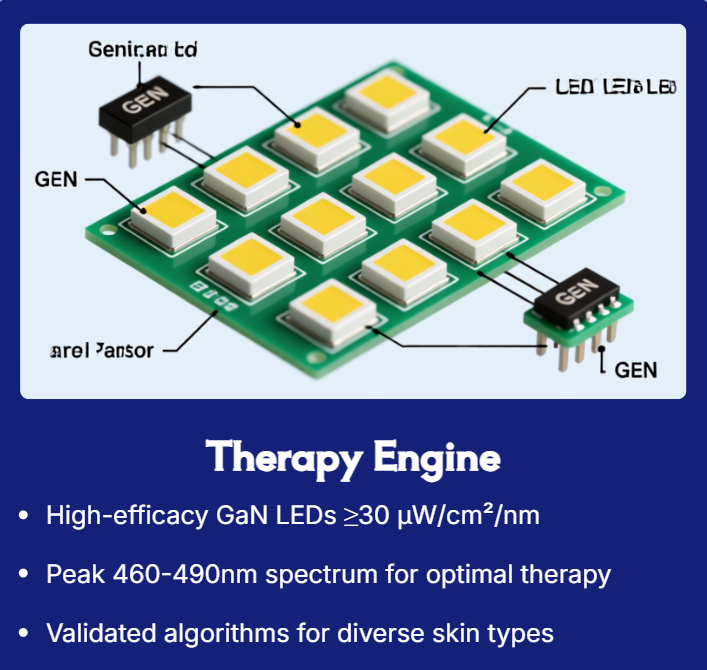 GEN
GEN
GEN
GEN
Therapy Engine
• High-efficacy GaN LEDs ≥30 μW/cm²/nm
• Peak 460-490nm spectrum for optimal therapy
• Validated algorithms for diverse skin types